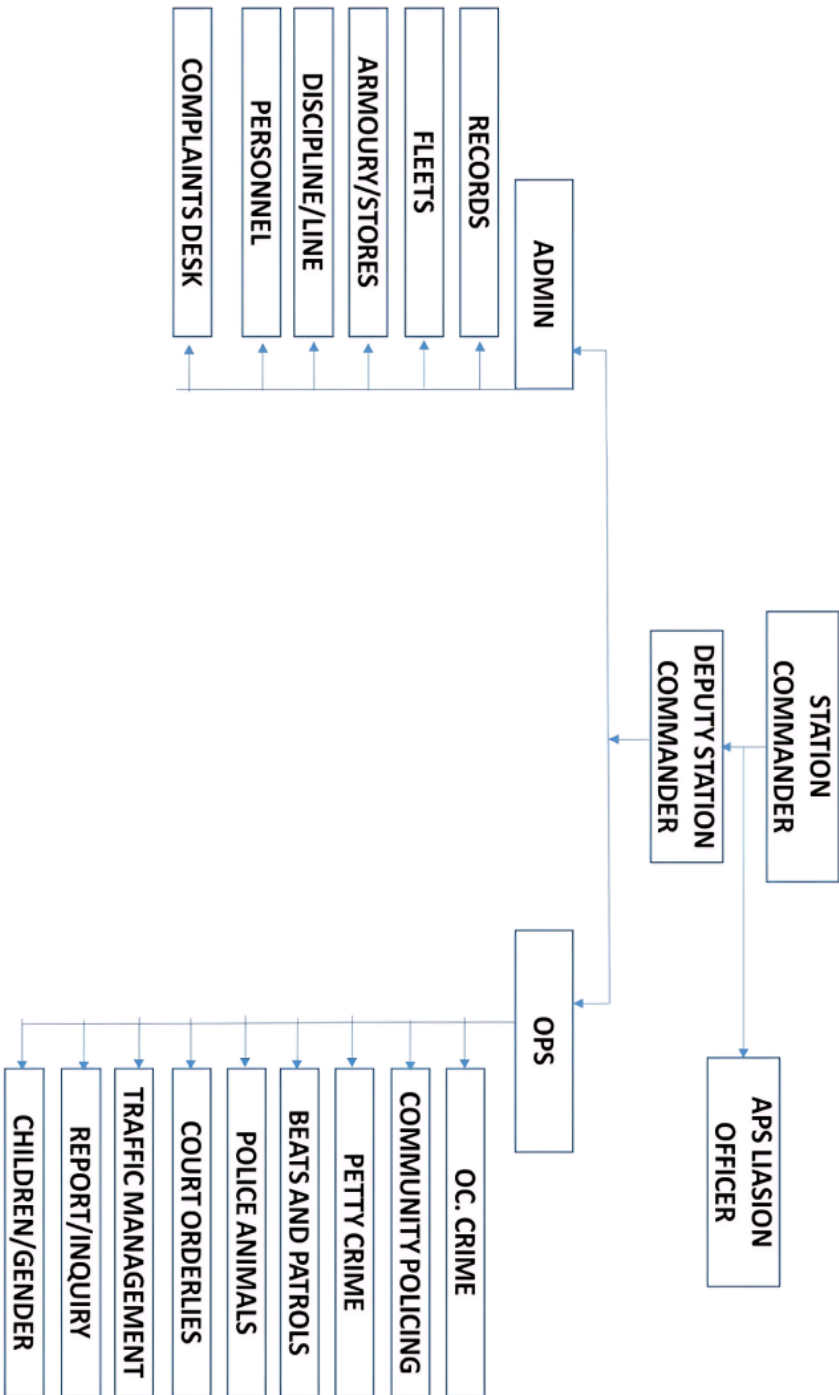 STATION
COMMANDER
APS LIASION
OFFICER
DEPUTY STATION
COMMANDER
ADMIN
OPS
RECORDS
FLEETS
ARMOURY/STORES
DISCIPLINE/LINE
PERSONNEL
COMPLAINTS DESK
OC. CRIME
COMMUNITY POLICING
PETTY CRIME
BEATS AND PATROLS
POLICE ANIMALS
COURT ORDERLIES
TRAFFIC MANAGEMENT
REPORT/INQUIRY
CHILDREN/GENDER